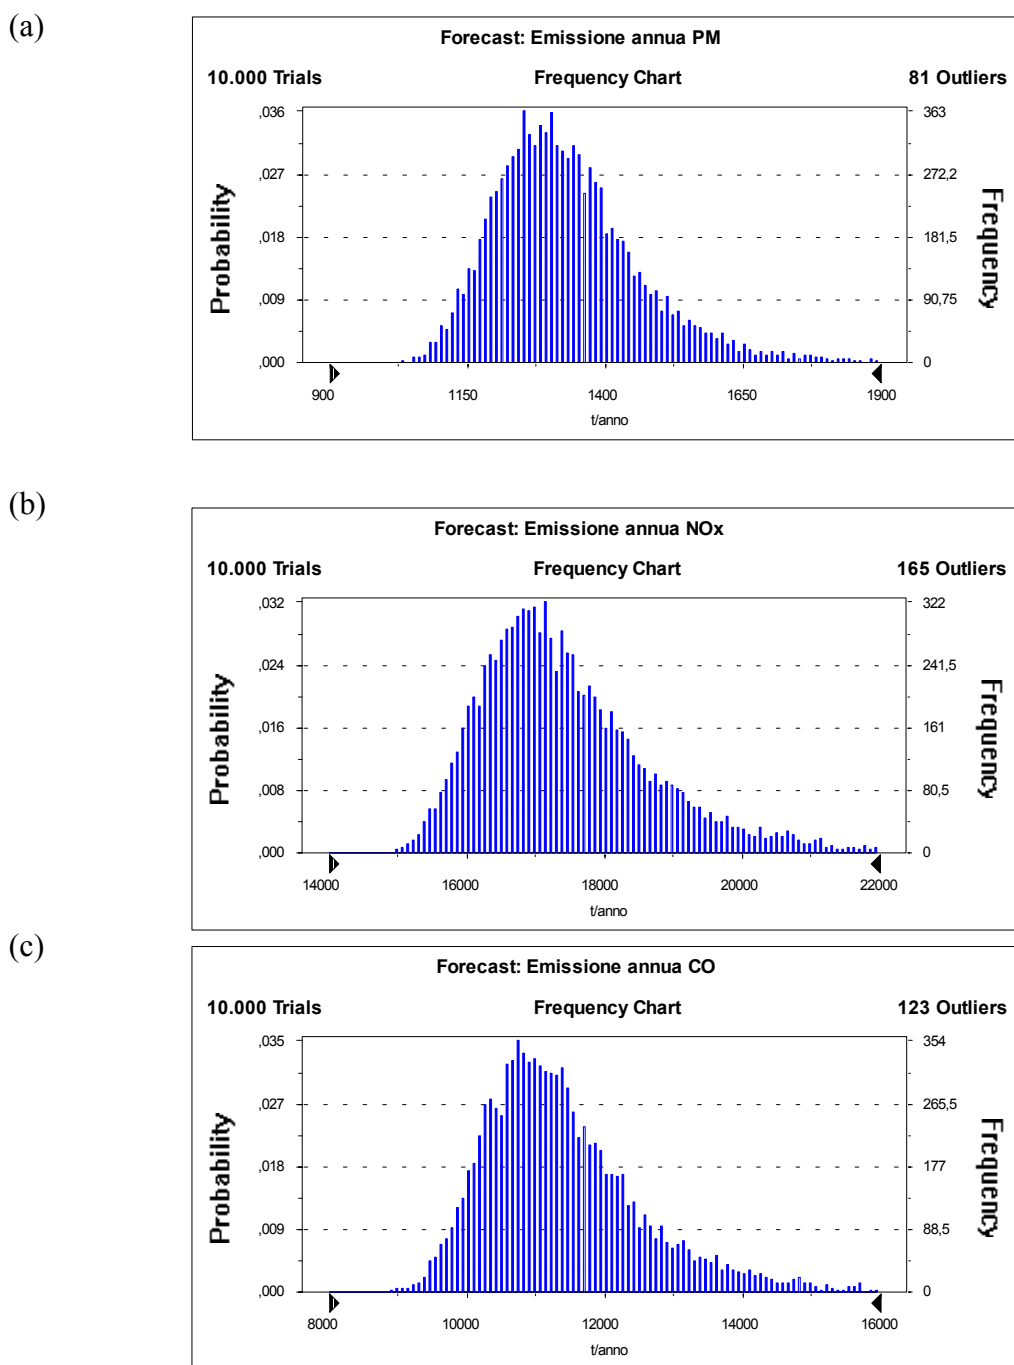 (a)
Forecast: Emissione annua PM
10.000 Trials Frequency Chart 81 Outliers
Probability
,036
,027
,018
,009
,000
363
272,2
181,5
90,75
0
Frequency
900 1150 1400 1650 1900
t/anno
(b)
Forecast: Emissione annua NOx
10.000 Trials Frequency Chart 165 Outliers
Probability
,032
,024
,016
,008
,000
322
241,5
161
80,5
0
Frequency
14000 16000 18000 20000 22000
t/anno
(c)
Forecast: Emissione annua CO
10.000 Trials Frequency Chart 123 Outliers
Probability
,035
,027
,018
,009
,000
354
265,5
177
88,5
0
Frequency
8000 10000 12000 14000 16000
t/anno